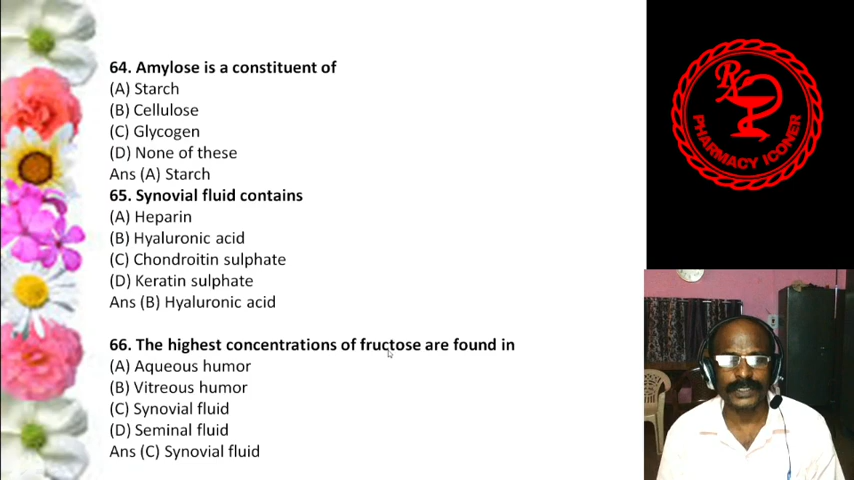 64. Amylose is a constituent of
(A) Starch
(B) Cellulose
(C) Glycogen
(D) None of these
Ans (A) Starch
65. Synovial fluid contains
(A) Heparin
(B) Hyaluronic acid
(C) Chondroitin sulphate
(D) Keratin sulphate
Ans (B) Hyaluronic acid
66. The highest concentrations of fructose are found in
(A) Aqueous humor
(B) Vitreous humor
(C) Synovial fluid
(D) Seminal fluid
Ans (C) Synovial fluid
Rx
PHARMACY ICONER